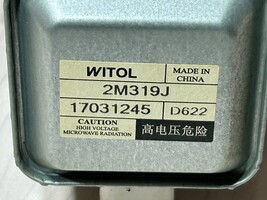 WITOL
MADE IN
CHINA
2M319J
17031245
D622
CAUTION
HIGH VOLTAGE
MICROWAVE RADIATION
高电压危险